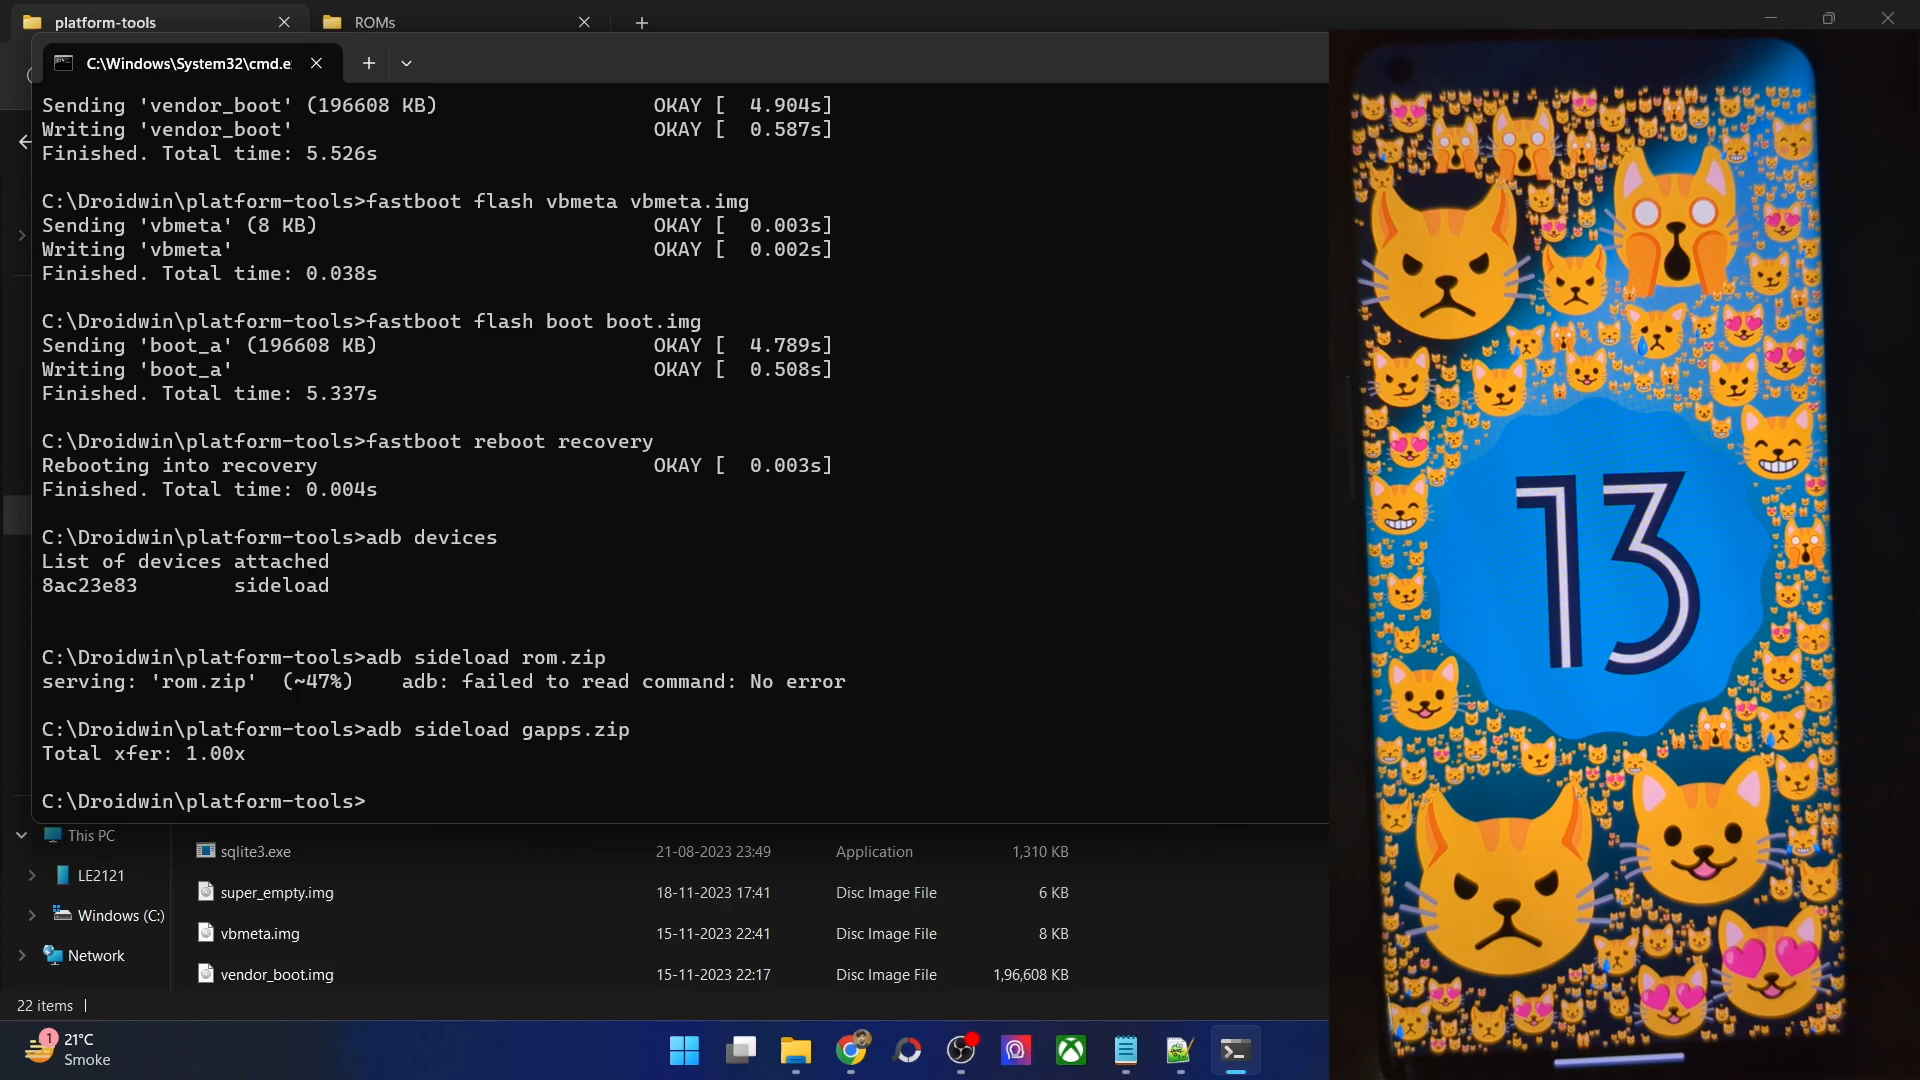 platform-tools
ROMs
C:\Windows\System32\cmd.e
Sending 'vendor_boot' (196608 KB) OKAY [ 4.904s]
Writing 'vendor_boot' OKAY [ 0.587s]
Finished. Total time: 5.526s
C:\Droidwin\platform-tools>fastboot flash vbmeta vbmeta.img
Sending 'vbmeta' (8 KB) OKAY [ 0.003s]
Writing 'vbmeta' OKAY [ 0.002s]
Finished. Total time: 0.038s
C:\Droidwin\platform-tools>fastboot flash boot boot.img
Sending 'boot_a' (196608 KB) OKAY [ 4.789s]
Writing 'boot_a' OKAY [ 0.508s]
Finished. Total time: 5.337s
C:\Droidwin\platform-tools>fastboot reboot recovery
Rebooting into recovery OKAY [ 0.003s]
Finished. Total time: 0.004s
C:\Droidwin\platform-tools>adb devices
List of devices attached
8ac23e83 sideload
C:\Droidwin\platform-tools>adb sideload rom.zip
serving: 'rom.zip' (~47%) adb: failed to read command: No error
C:\Droidwin\platform-tools>adb sideload gapps.zip
Total xfer: 1.00x
C:\Droidwin\platform-tools>
13
This PC
LE2121
Windows (C:)
Network
sqlite3.exe 21-08-2023 23:49 Application 1,310 KB
super_empty.img 18-11-2023 17:41 Disc Image File 6 KB
vbmeta.img 15-11-2023 22:41 Disc Image File 8 KB
vendor_boot.img 15-11-2023 22:17 Disc Image File 1,96,608 KB
22 items
1
21°C
Smoke